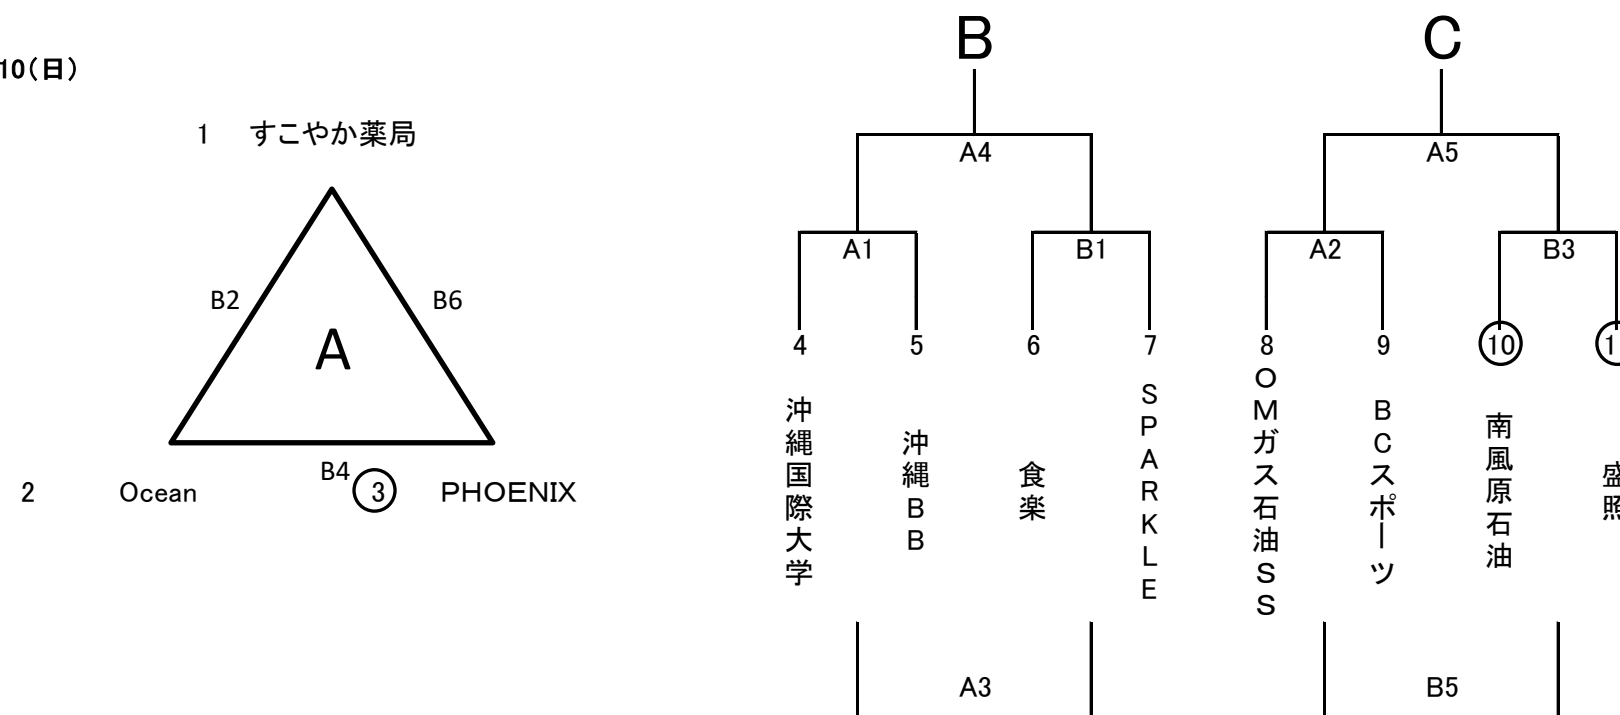 10(日)
B
C
1 すこやか薬局
A4
A5
A1
B1
A2
B3
B2
B6
A
4
5
6
7
8
9
10
沖縄国際大学
沖縄BB
食楽
SPARKLE
OMガス石油SS
BCスポーツ
南風原石油
盛照
B4
2 Ocean
3 PHOENIX
A3
B5